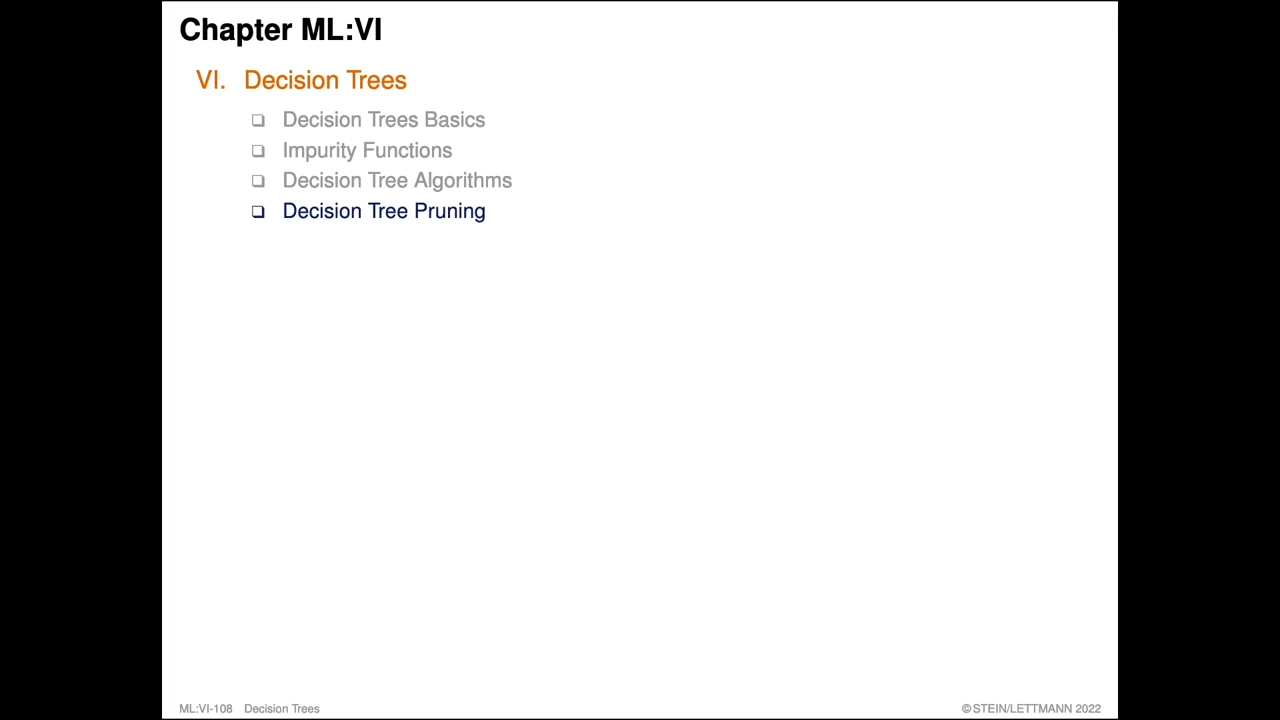 Chapter ML:VI
VI. Decision Trees
❑ Decision Trees Basics
❑ Impurity Functions
❑ Decision Tree Algorithms
❑ Decision Tree Pruning
ML:VI-108 Decision Trees
© STEIN/LETTMANN 2022